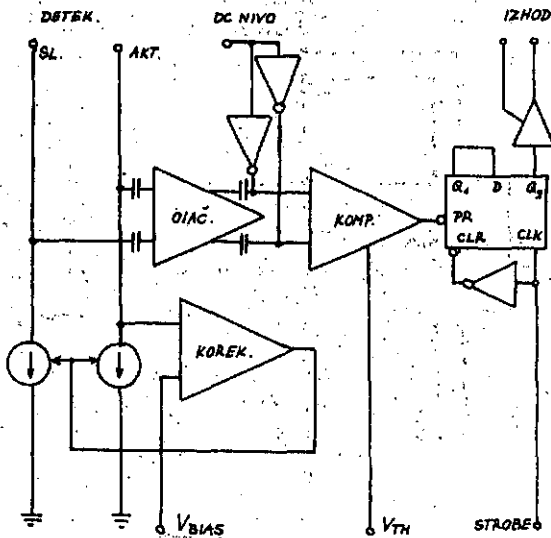 DETEK.
DC NIVO
IZHOD
SL.
AKT.
OJAČ.
KOMP.
Q₁ D Q₂
PR
CLR CLK
KOREK.
VBIAS
VTH
STROBE